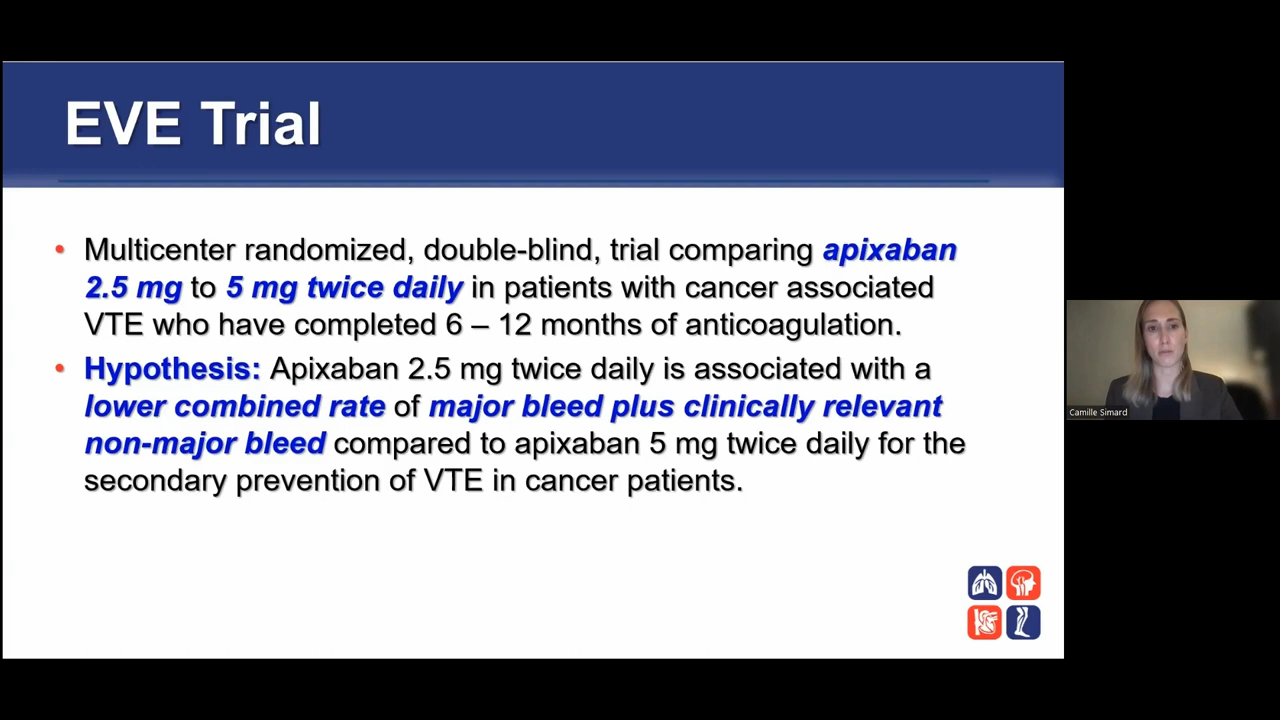 EVE Trial
• Multicenter randomized, double-blind, trial comparing apixaban
2.5 mg to 5 mg twice daily in patients with cancer associated
VTE who have completed 6 – 12 months of anticoagulation.
• Hypothesis: Apixaban 2.5 mg twice daily is associated with a
lower combined rate of major bleed plus clinically relevant
non-major bleed compared to apixaban 5 mg twice daily for the
secondary prevention of VTE in cancer patients.
Camille Simard